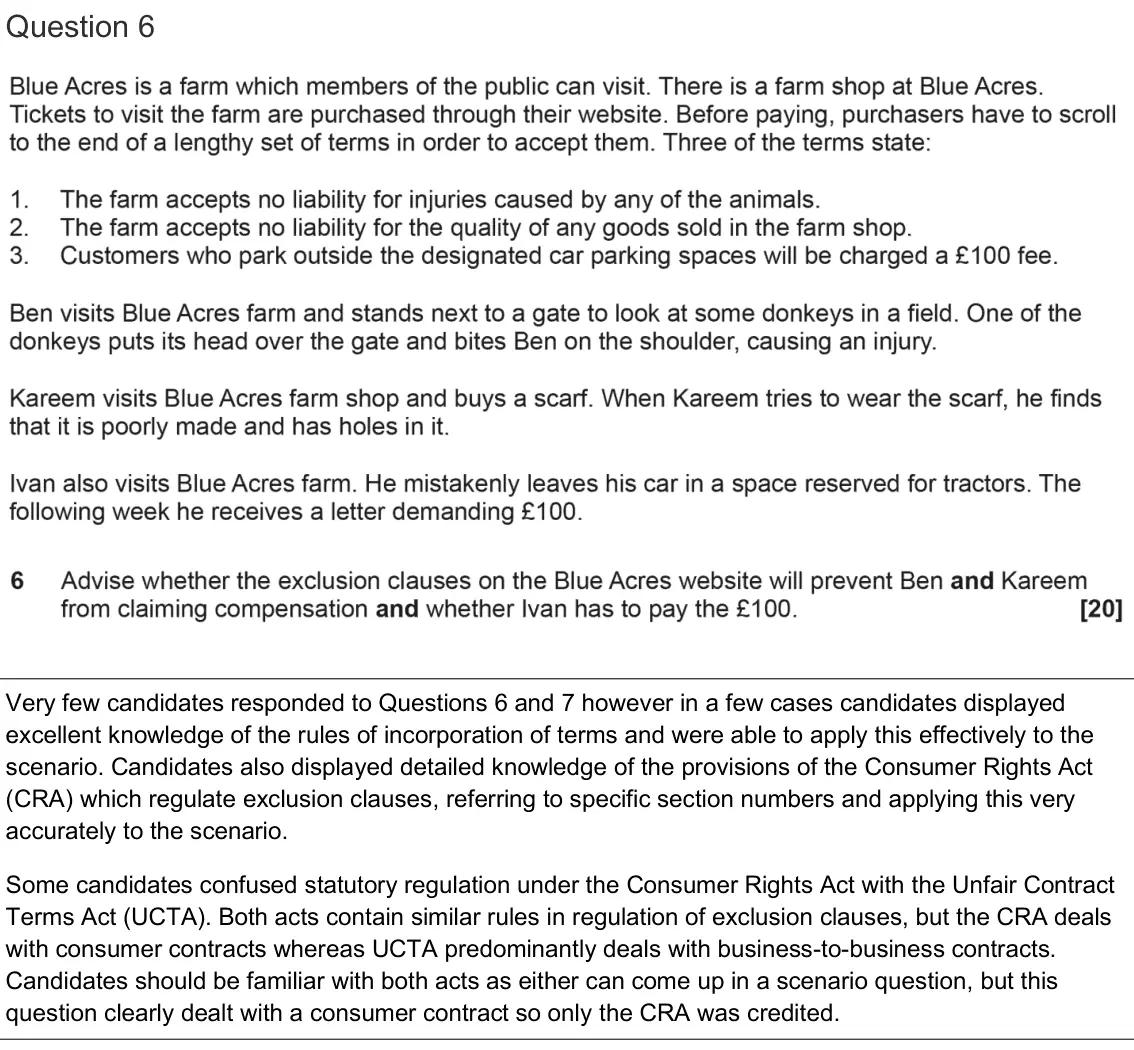 Question 6
Blue Acres is a farm which members of the public can visit. There is a farm shop at Blue Acres.
Tickets to visit the farm are purchased through their website. Before paying, purchasers have to scroll
to the end of a lengthy set of terms in order to accept them. Three of the terms state:
1. The farm accepts no liability for injuries caused by any of the animals.
2. The farm accepts no liability for the quality of any goods sold in the farm shop.
3. Customers who park outside the designated car parking spaces will be charged a £100 fee.
Ben visits Blue Acres farm and stands next to a gate to look at some donkeys in a field. One of the
donkeys puts its head over the gate and bites Ben on the shoulder, causing an injury.
Kareem visits Blue Acres farm shop and buys a scarf. When Kareem tries to wear the scarf, he finds
that it is poorly made and has holes in it.
Ivan also visits Blue Acres farm. He mistakenly leaves his car in a space reserved for tractors. The
following week he receives a letter demanding £100.
6 Advise whether the exclusion clauses on the Blue Acres website will prevent Ben and Kareem
from claiming compensation and whether Ivan has to pay the £100. [20]
Very few candidates responded to Questions 6 and 7 however in a few cases candidates displayed
excellent knowledge of the rules of incorporation of terms and were able to apply this effectively to the
scenario. Candidates also displayed detailed knowledge of the provisions of the Consumer Rights Act
(CRA) which regulate exclusion clauses, referring to specific section numbers and applying this very
accurately to the scenario.
Some candidates confused statutory regulation under the Consumer Rights Act with the Unfair Contract
Terms Act (UCTA). Both acts contain similar rules in regulation of exclusion clauses, but the CRA deals
with consumer contracts whereas UCTA predominantly deals with business-to-business contracts.
Candidates should be familiar with both acts as either can come up in a scenario question, but this
question clearly dealt with a consumer contract so only the CRA was credited.